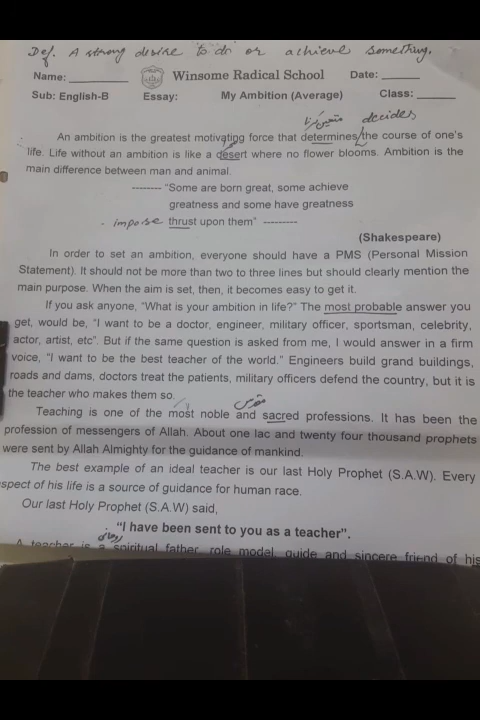 Def. A strong desire to do or achieve something.
Name: ________ Winsome Radical School Date: ______
Sub: English-B Essay: My Ambition (Average) Class: ______
decides
An ambition is the greatest motivating force that determines the course of one's
life. Life without an ambition is like a desert where no flower blooms. Ambition is the
main difference between man and animal.
-------- "Some are born great, some achieve
greatness and some have greatness
impose thrust upon them" ---------
(Shakespeare)
In order to set an ambition, everyone should have a PMS (Personal Mission
Statement). It should not be more than two to three lines but should clearly mention the
main purpose. When the aim is set, then, it becomes easy to get it.
If you ask anyone, "What is your ambition in life?" The most probable answer you
get, would be, "I want to be a doctor, engineer, military officer, sportsman, celebrity,
actor, artist, etc". But if the same question is asked from me, I would answer in a firm
voice, "I want to be the best teacher of the world." Engineers build grand buildings,
roads and dams, doctors treat the patients, military officers defend the country, but it is
the teacher who makes them so.
مقدس
Teaching is one of the most noble and sacred professions. It has been the
profession of messengers of Allah. About one lac and twenty four thousand prophets
were sent by Allah Almighty for the guidance of mankind.
The best example of an ideal teacher is our last Holy Prophet (S.A.W). Every
spect of his life is a source of guidance for human race.
Our last Holy Prophet (S.A.W) said,
"I have been sent to you as a teacher".
روحانی
A teacher is a spiritual father, role model, guide and sincere friend of his